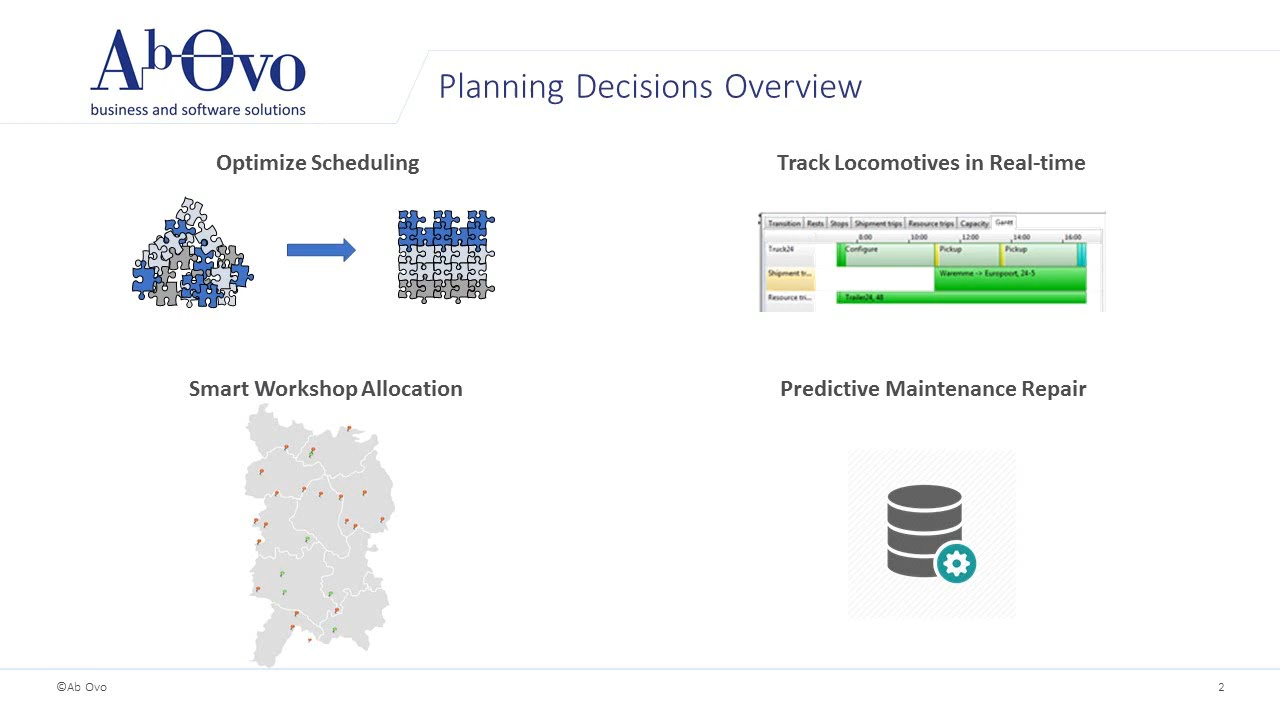 AbOvo
business and software solutions
Planning Decisions Overview
Optimize Scheduling
Track Locomotives in Real-time
Transition Rests Stops Shipment trips Resource trips Capacity Gantt
8:00 10:00 12:00 14:00 16:00
Truck24 Configure Pickup Pickup
Shipment tr... Waremme -> Europoort, 24-5
Resource tri... Trailer24, 48
Smart Workshop Allocation
Predictive Maintenance Repair
©Ab Ovo
2